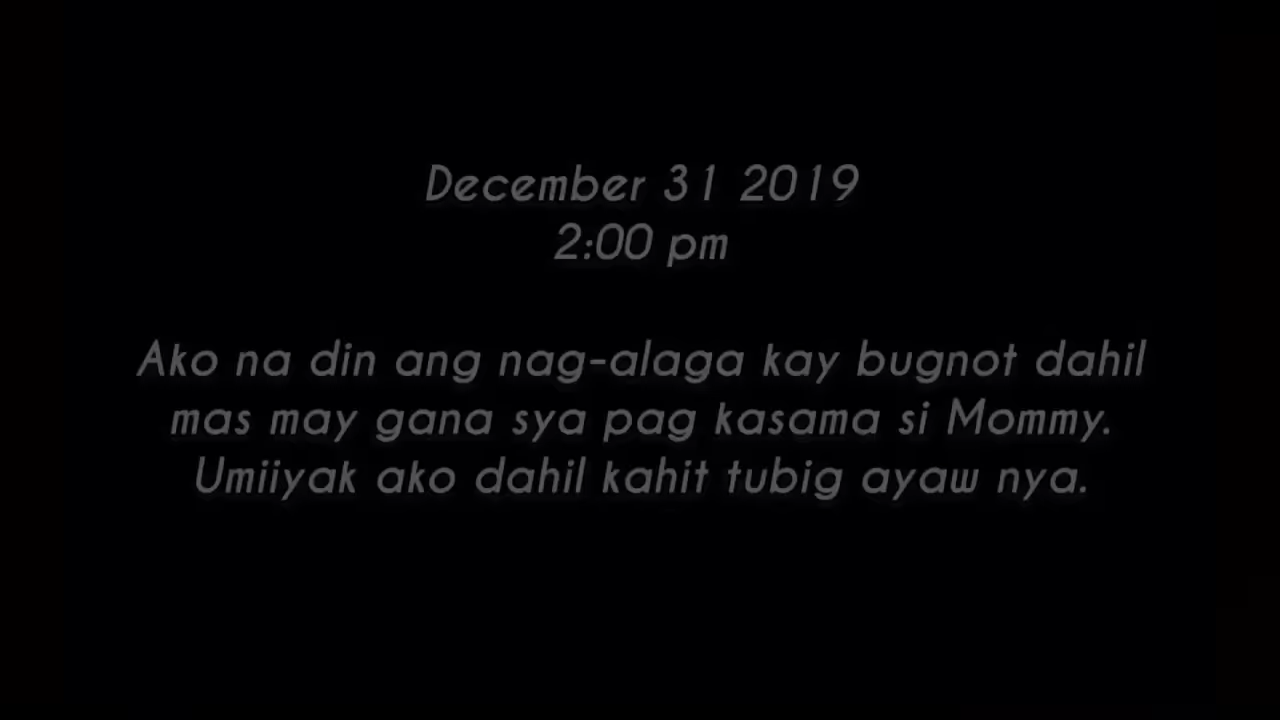 December 31 2019
2:00 pm
Ako na din ang nag-alaga kay bugnot dahil
mas may gana sya pag kasama si Mommy.
Umiiyak ako dahil kahit tubig ayaw nya.